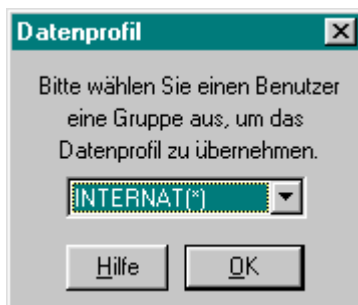 Datenprofil
Bitte wählen Sie einen Benutzer
eine Gruppe aus, um das
Datenprofil zu übernehmen.
INTERNAT(*)
Hilfe
OK